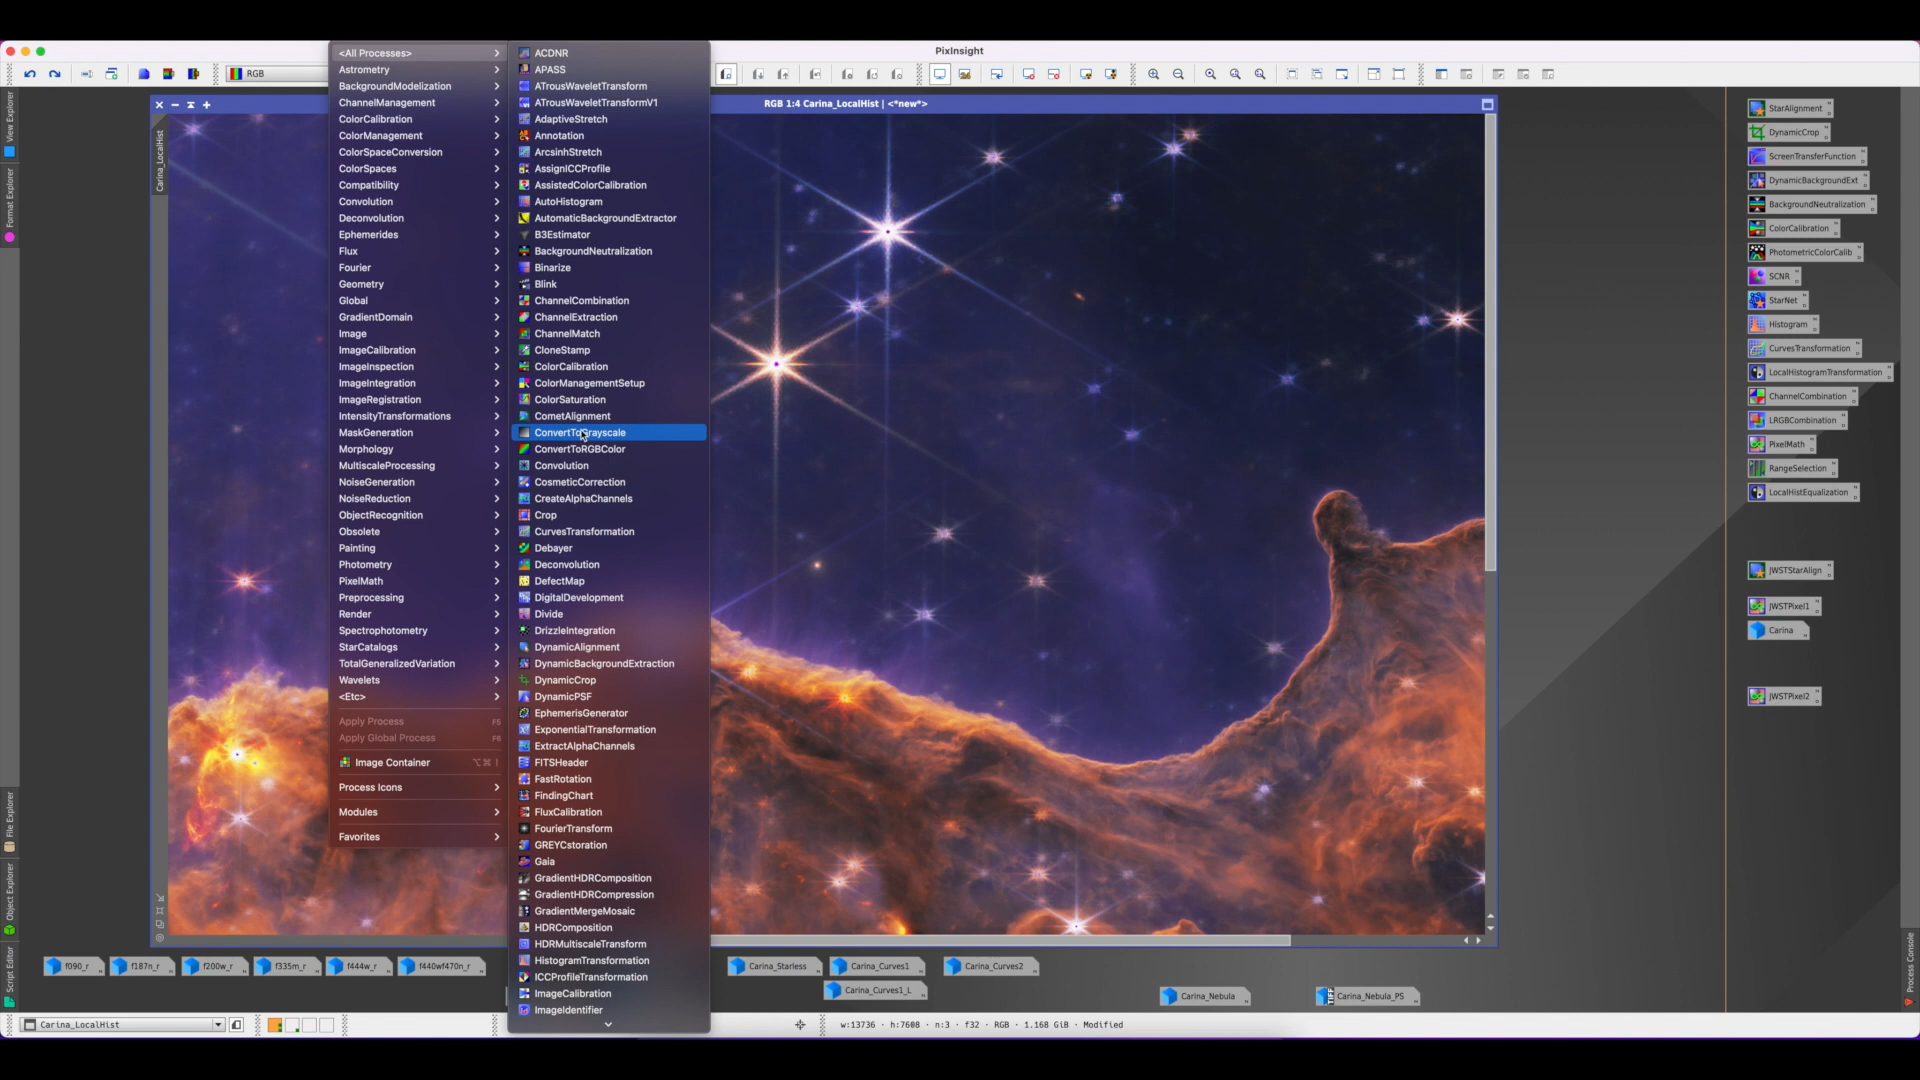 PixInsight
RGB
RGB 1:4 Carina_LocalHist | <*new*>
View Explorer
Format Explorer
File Explorer
Object Explorer
Script Editor
Process Console
Carina_LocalHist
<All Processes>
Astrometry
BackgroundModelization
ChannelManagement
ColorCalibration
ColorManagement
ColorSpaceConversion
ColorSpaces
Compatibility
Convolution
Deconvolution
Ephemerides
Flux
Fourier
Geometry
Global
GradientDomain
Image
ImageCalibration
ImageInspection
ImageIntegration
ImageRegistration
IntensityTransformations
MaskGeneration
Morphology
MultiscaleProcessing
NoiseGeneration
NoiseReduction
ObjectRecognition
Obsolete
Painting
Photometry
PixelMath
Preprocessing
Render
Spectrophotometry
StarCatalogs
TotalGeneralizedVariation
Wavelets
<Etc>
Apply Process F5
Apply Global Process F6
Image Container ⌥⌘ I
Process Icons
Modules
Favorites
ACDNR
APASS
ATrousWaveletTransform
ATrousWaveletTransformV1
AdaptiveStretch
Annotation
ArcsinhStretch
AssignICCProfile
AssistedColorCalibration
AutoHistogram
AutomaticBackgroundExtractor
B3Estimator
BackgroundNeutralization
Binarize
Blink
ChannelCombination
ChannelExtraction
ChannelMatch
CloneStamp
ColorCalibration
ColorManagementSetup
ColorSaturation
CometAlignment
ConvertToGrayscale
ConvertToRGBColor
Convolution
CosmeticCorrection
CreateAlphaChannels
Crop
CurvesTransformation
Debayer
Deconvolution
DefectMap
DigitalDevelopment
Divide
DrizzleIntegration
DynamicAlignment
DynamicBackgroundExtraction
DynamicCrop
DynamicPSF
EphemerisGenerator
ExponentialTransformation
ExtractAlphaChannels
FITSHeader
FastRotation
FindingChart
FluxCalibration
FourierTransform
GREYCstoration
Gaia
GradientHDRComposition
GradientHDRCompression
GradientMergeMosaic
HDRComposition
HDRMultiscaleTransform
HistogramTransformation
ICCProfileTransformation
ImageCalibration
ImageIdentifier
StarAlignment
DynamicCrop
ScreenTransferFunction
DynamicBackgroundExt
BackgroundNeutralization
ColorCalibration
PhotometricColorCalib
SCNR
StarNet
Histogram
CurvesTransformation
LocalHistogramTransformation
ChannelCombination
LRGBCombination
PixelMath
RangeSelection
LocalHistEqualization
JWSTStarAlign
JWSTPixel1
Carina
JWSTPixel2
f090_r
f187n_r
f200w_r
f335m_r
f444w_r
f440wf470n_r
Carina_Starless
Carina_Curves1
Carina_Curves2
Carina_Curves1_L
Carina_Nebula
Carina_Nebula_PS
Carina_LocalHist
w:13736 · h:7608 · n:3 · f32 · RGB · 1.168 GiB · Modified